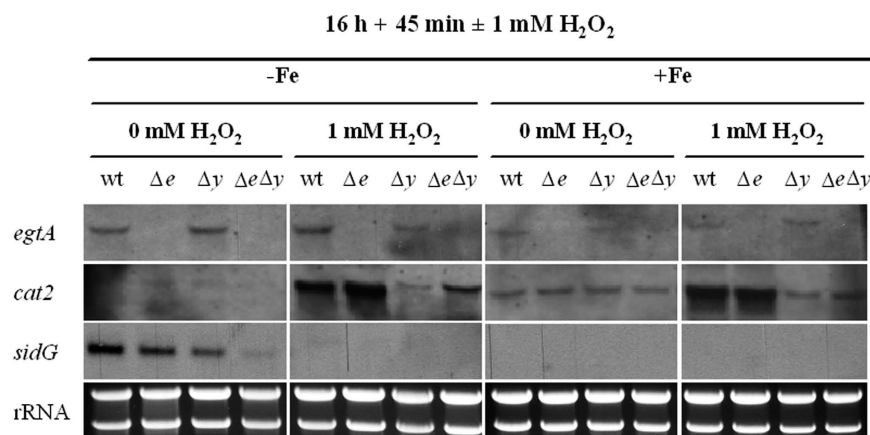 16 h + 45 min ± 1 mM H₂O₂
-Fe +Fe
0 mM H₂O₂ 1 mM H₂O₂ 0 mM H₂O₂ 1 mM H₂O₂
wt Δe Δy ΔeΔy wt Δe Δy ΔeΔy wt Δe Δy ΔeΔy wt Δe Δy ΔeΔy
egtA
cat2
sidG
rRNA